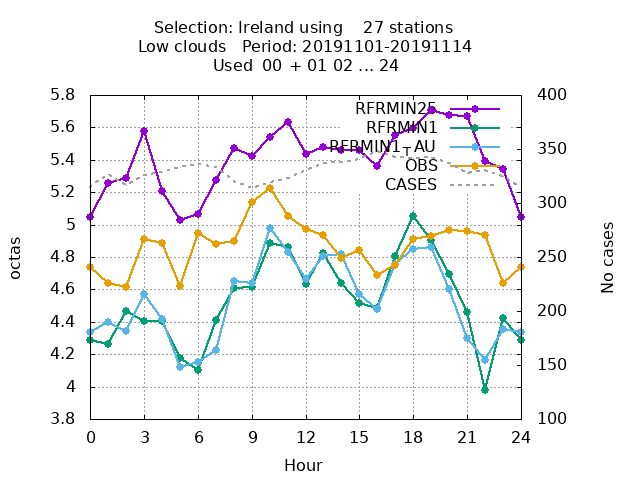 Selection: Ireland using 27 stations
Low clouds Period: 20191101-20191114
Used 00 + 01 02 ... 24
5.8
5.6
5.4
5.2
5
4.8
4.6
4.4
4.2
4
3.8
octas
400
350
300
250
200
150
100
No cases
RFRMIN25
RFRMIN1
RFRMIN1-AU
OBS
CASES
0 3 6 9 12 15 18 21 24
Hour